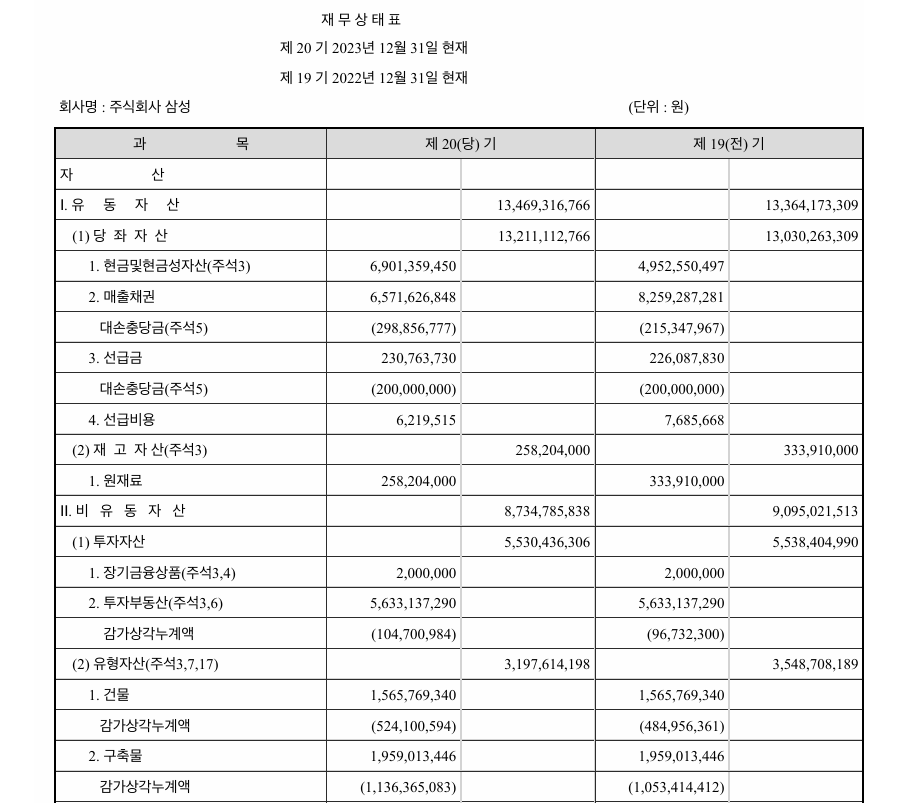 재 무 상 태 표
제 20 기 2023년 12월 31일 현재
제 19 기 2022년 12월 31일 현재
회사명 : 주식회사 삼성 (단위 : 원)
과 목 제 20(당) 기 제 19(전) 기
자 산
Ⅰ. 유 동 자 산 13,469,316,766 13,364,173,309
(1) 당 좌 자 산 13,211,112,766 13,030,263,309
1. 현금및현금성자산(주석3) 6,901,359,450 4,952,550,497
2. 매출채권 6,571,626,848 8,259,287,281
대손충당금(주석5) (298,856,777) (215,347,967)
3. 선급금 230,763,730 226,087,830
대손충당금(주석5) (200,000,000) (200,000,000)
4. 선급비용 6,219,515 7,685,668
(2) 재 고 자 산(주석3) 258,204,000 333,910,000
1. 원재료 258,204,000 333,910,000
Ⅱ. 비 유 동 자 산 8,734,785,838 9,095,021,513
(1) 투자자산 5,530,436,306 5,538,404,990
1. 장기금융상품(주석3,4) 2,000,000 2,000,000
2. 투자부동산(주석3,6) 5,633,137,290 5,633,137,290
감가상각누계액 (104,700,984) (96,732,300)
(2) 유형자산(주석3,7,17) 3,197,614,198 3,548,708,189
1. 건물 1,565,769,340 1,565,769,340
감가상각누계액 (524,100,594) (484,956,361)
2. 구축물 1,959,013,446 1,959,013,446
감가상각누계액 (1,136,365,083) (1,053,414,412)